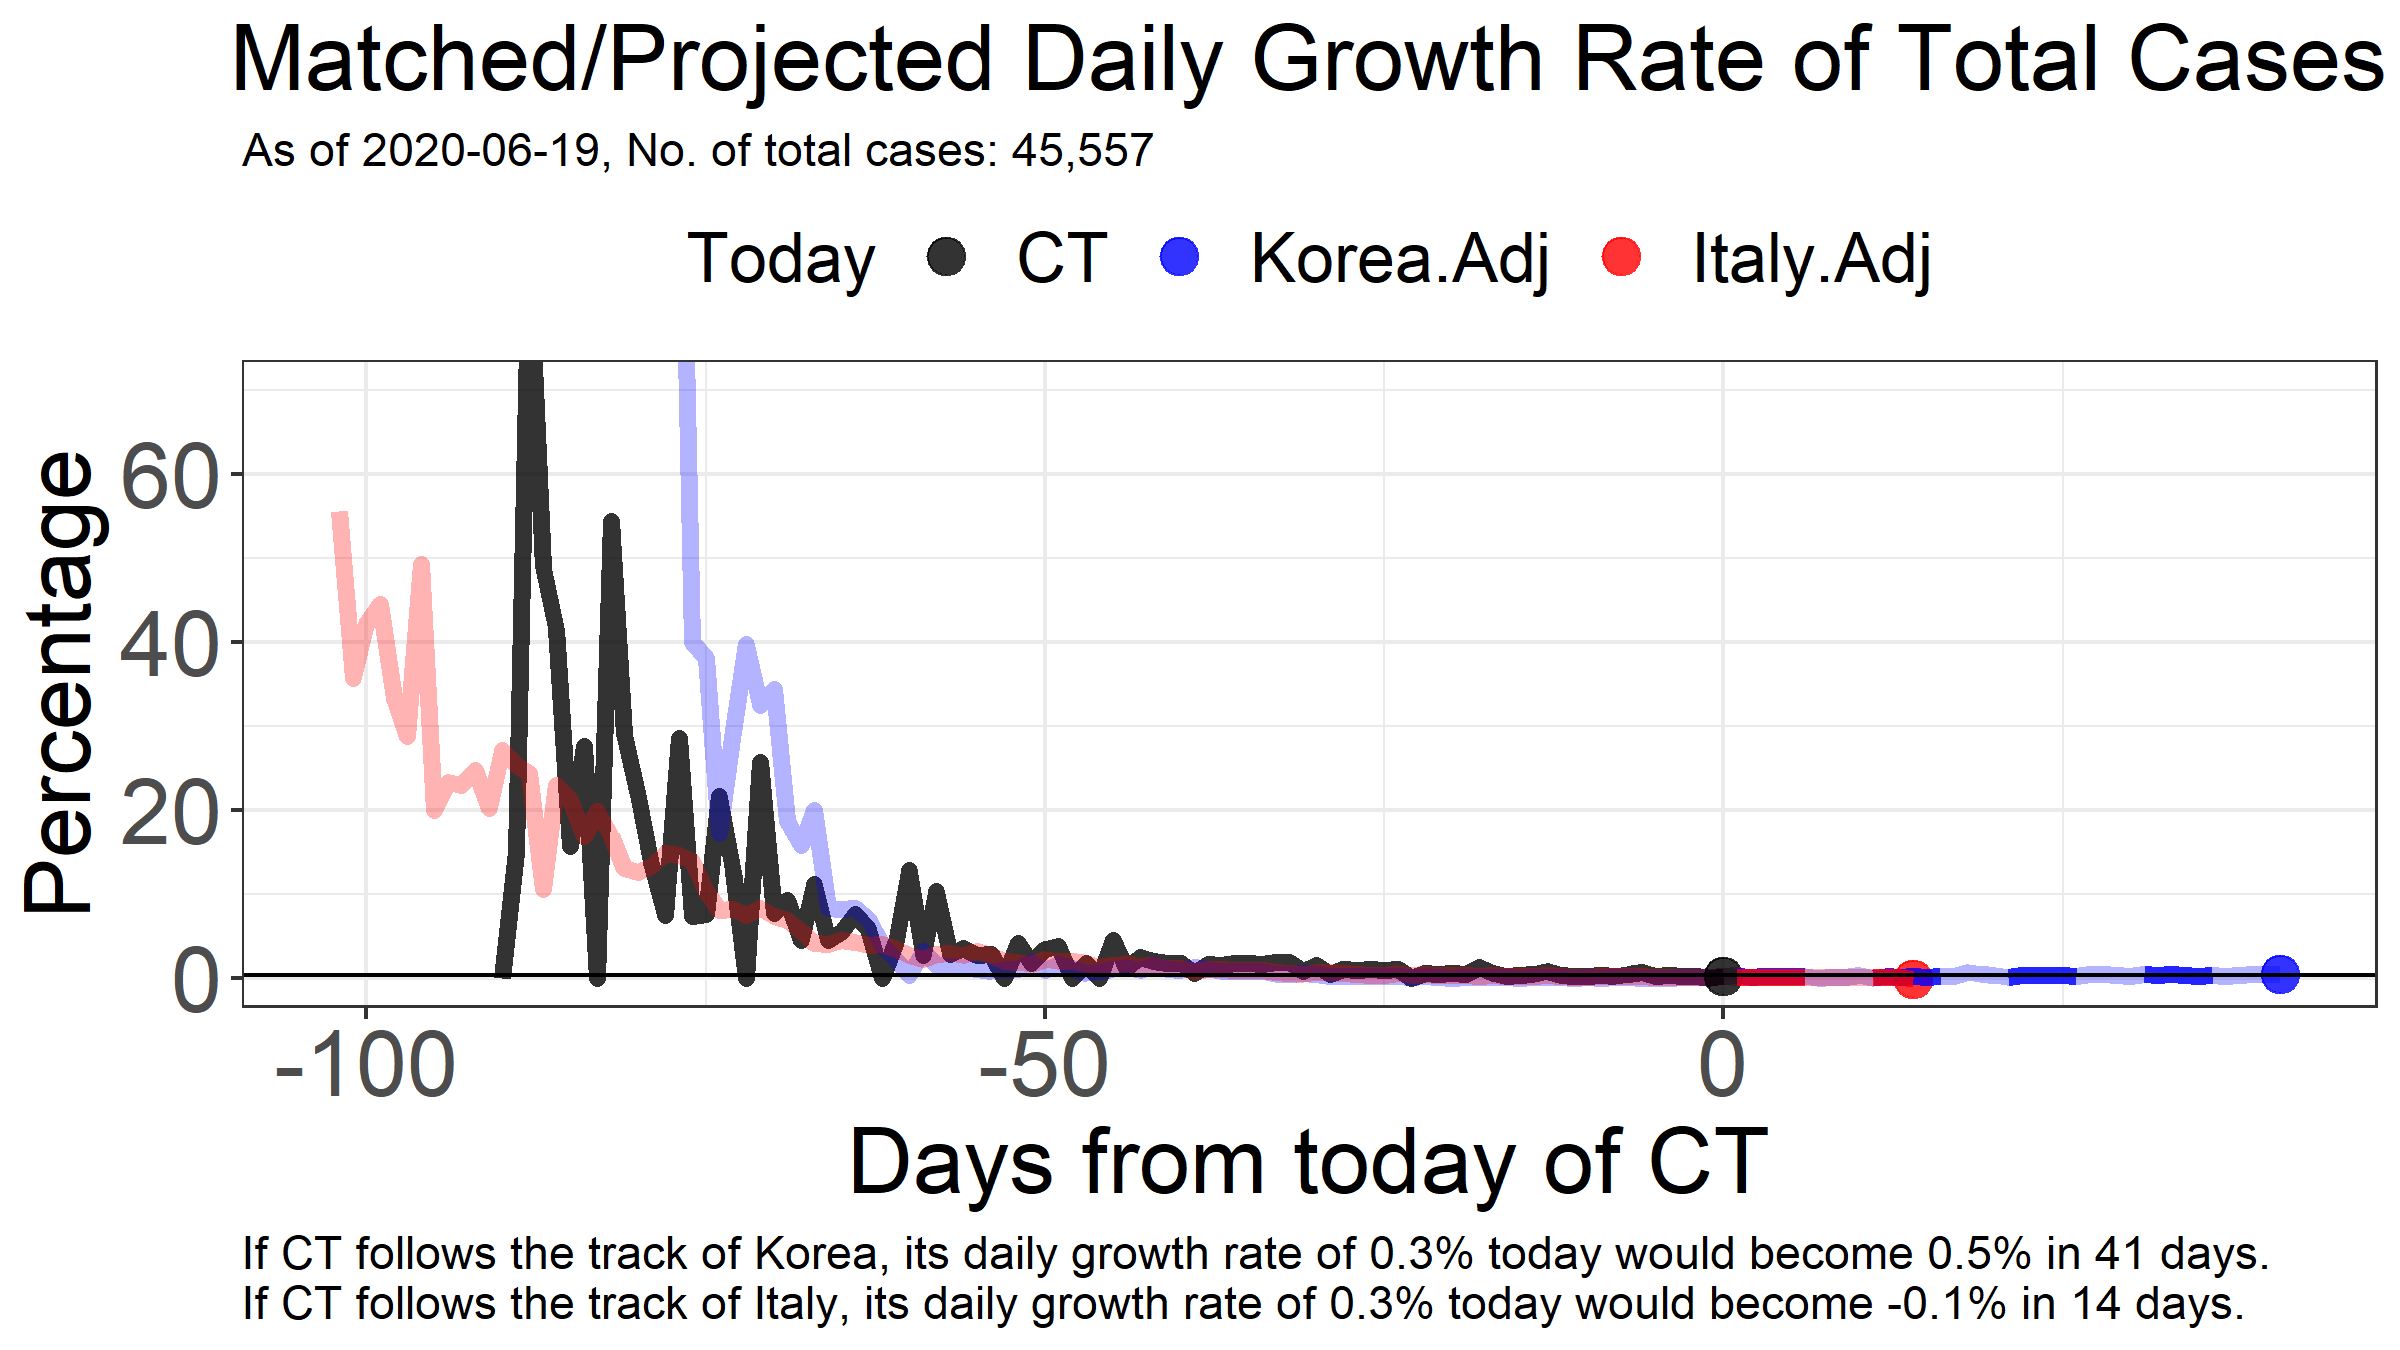 Matched/Projected Daily Growth Rate of Total Cases
As of 2020-06-19, No. of total cases: 45,557
Today CT Korea.Adj Italy.Adj
Percentage
60
40
20
0
-100 -50 0
Days from today of CT
If CT follows the track of Korea, its daily growth rate of 0.3% today would become 0.5% in 41 days.
If CT follows the track of Italy, its daily growth rate of 0.3% today would become -0.1% in 14 days.